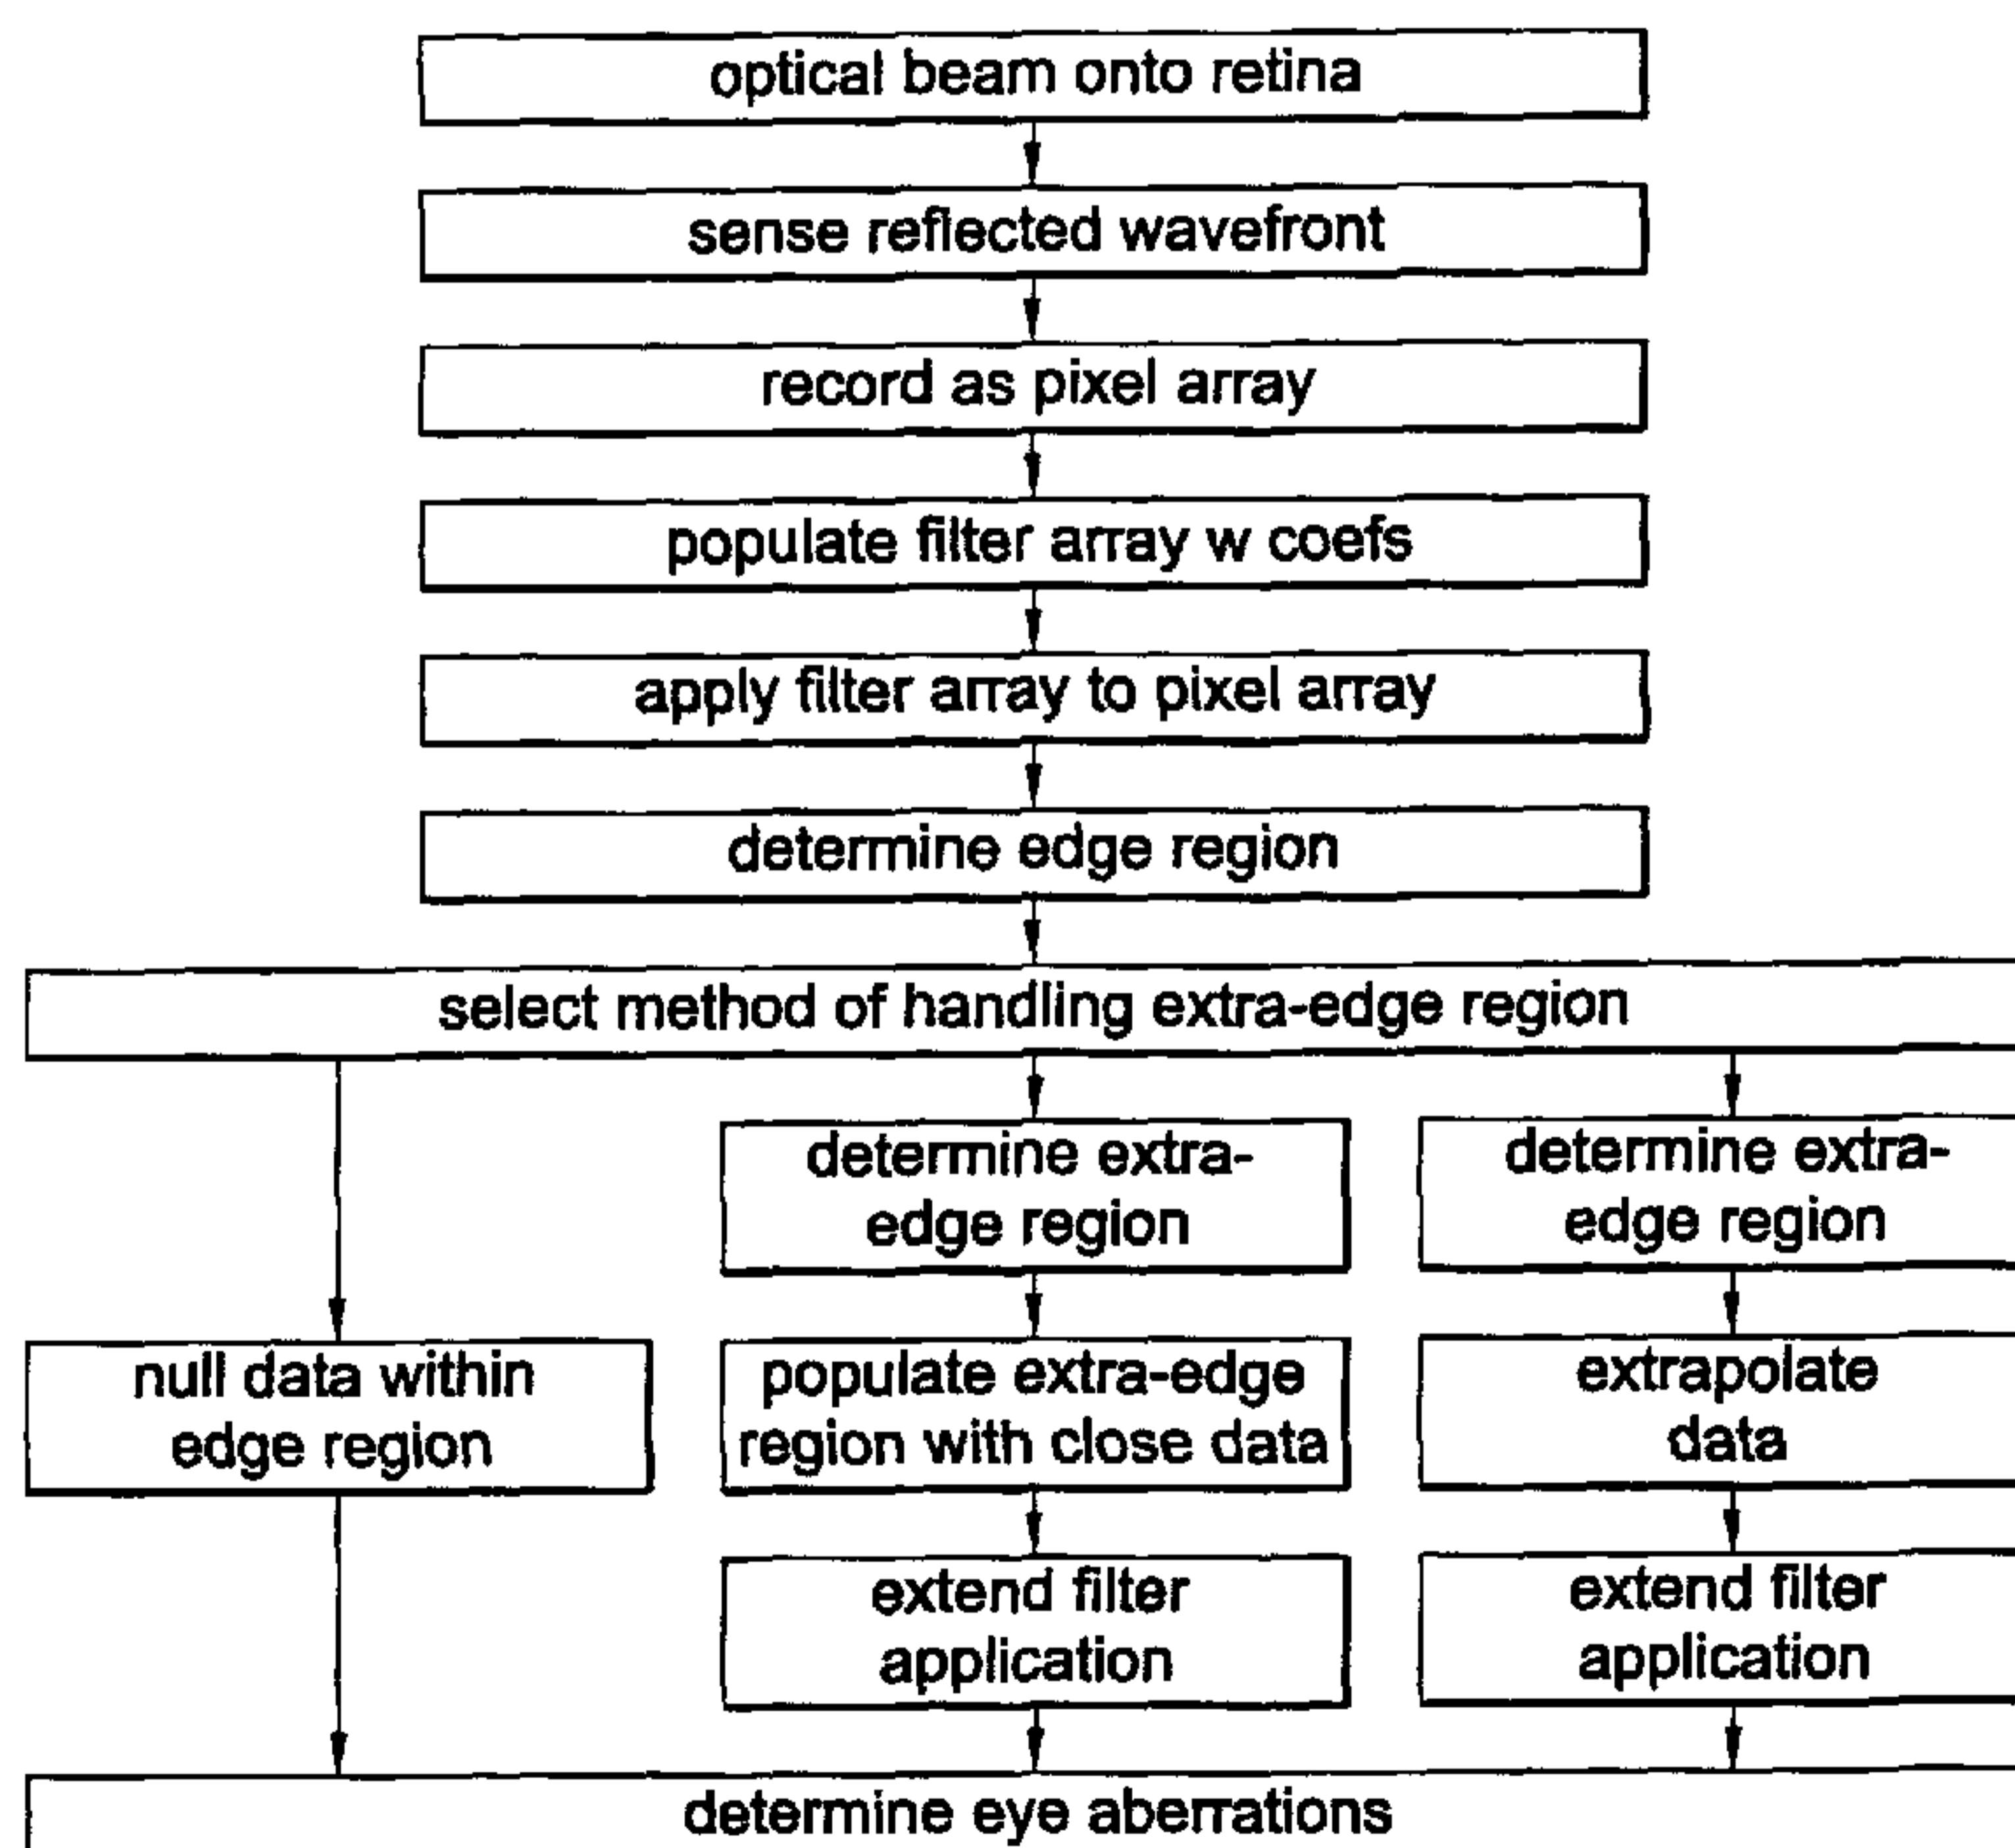 optical beam onto retina
sense reflected wavefront
record as pixel array
populate filter array w coefs
apply filter array to pixel array
determine edge region
select method of handling extra-edge region
determine extra-
edge region
determine extra-
edge region
null data within
edge region
populate extra-edge
region with close data
extrapolate
data
extend filter
application
extend filter
application
determine eye aberrations